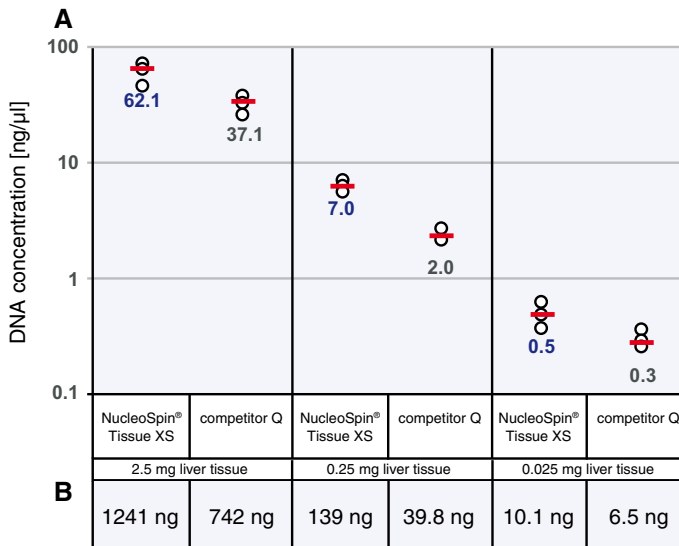 A
DNA concentration [ng/µl]
100
10
1
0.1
62.1
37.1
7.0
2.0
0.5
0.3
NucleoSpin®
Tissue XS
competitor Q
NucleoSpin®
Tissue XS
competitor Q
NucleoSpin®
Tissue XS
competitor Q
2.5 mg liver tissue
0.25 mg liver tissue
0.025 mg liver tissue
B
1241 ng
742 ng
139 ng
39.8 ng
10.1 ng
6.5 ng